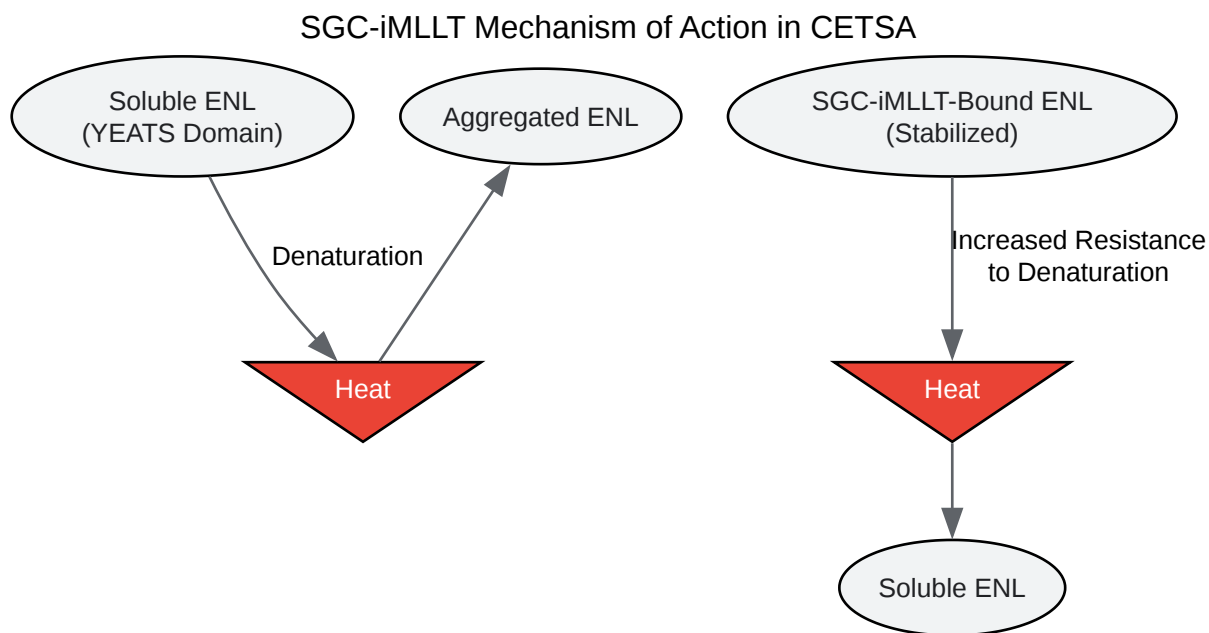 SGC-iMLLT Mechanism of Action in CETSA
Soluble ENL
(YEATS Domain)
Aggregated ENL
SGC-iMLLT-Bound ENL
(Stabilized)
Denaturation
Increased Resistance
to Denaturation
Heat
Heat
Soluble ENL